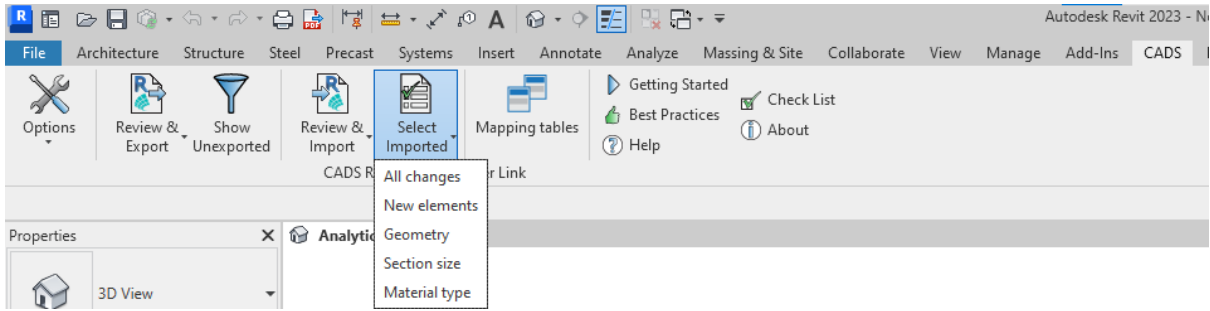 Autodesk Revit 2023 -
File Architecture Structure Steel Precast Systems Insert Annotate Analyze Massing & Site Collaborate View Manage Add-Ins CADS
Options
Review & Export
Show Unexported
Review & Import
Select Imported
Mapping tables
Getting Started
Best Practices
Help
Check List
About
CADS R
r Link
All changes
New elements
Geometry
Section size
Material type
Properties
Analytic
3D View